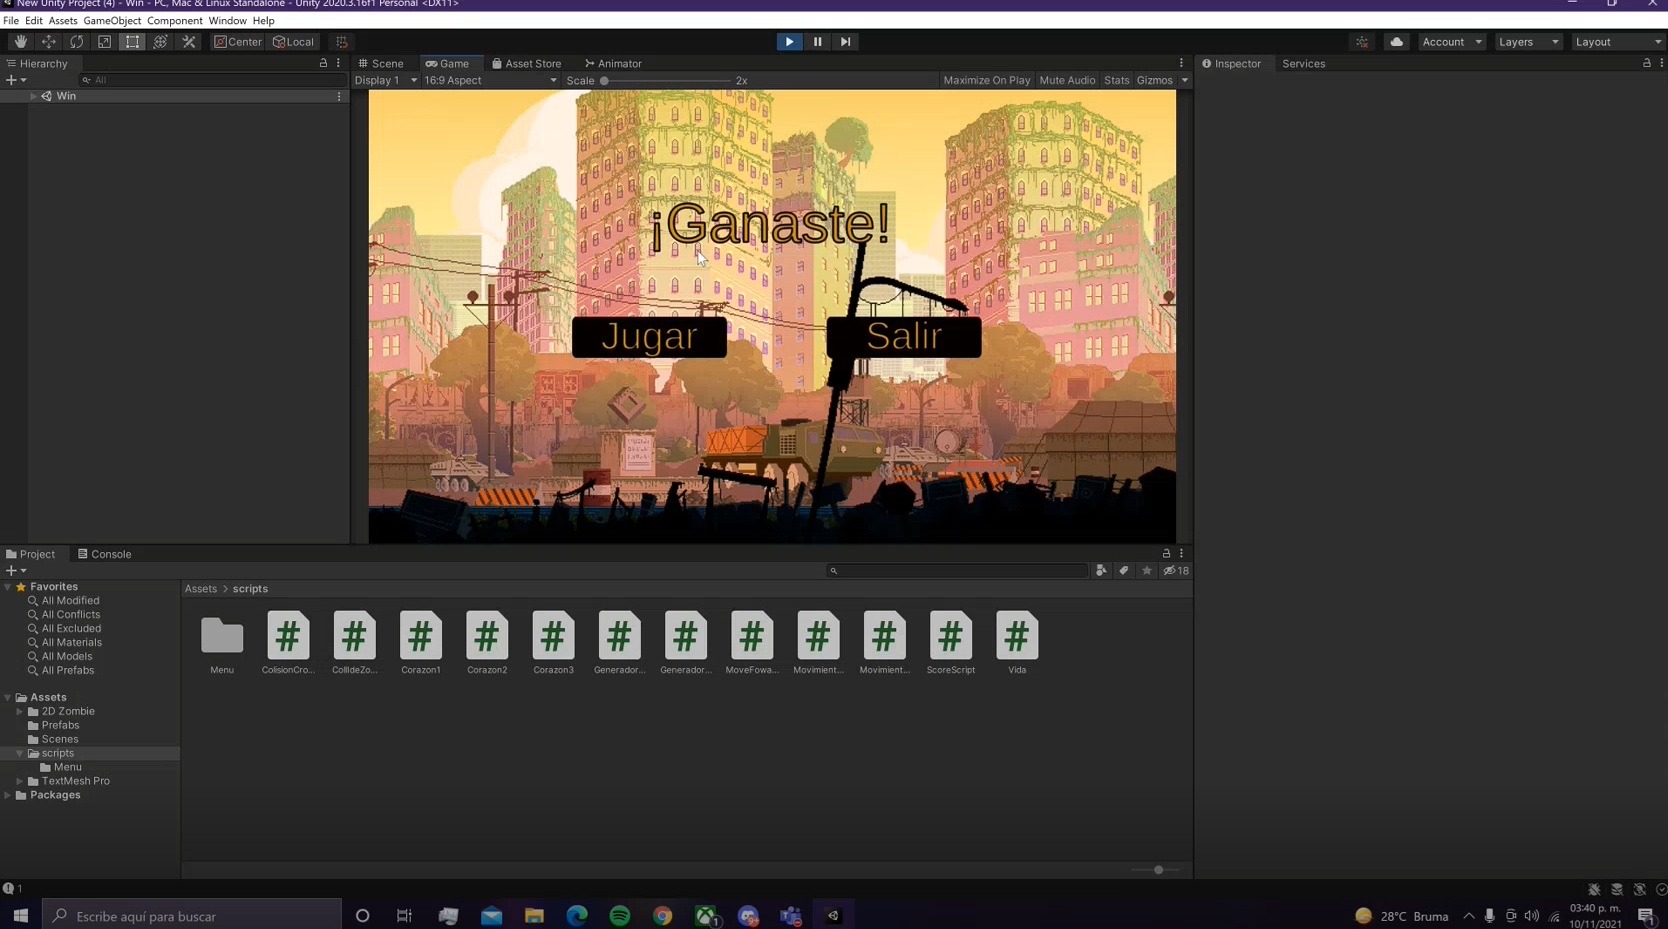 New Unity Project (4) - Win - PC, Mac & Linux Standalone - Unity 2020.3.16f1 Personal <DX11>
File Edit Assets GameObject Component Window Help
Center Local Account Layers Layout
Hierarchy Scene Game Asset Store Animator Inspector Services
All Display 1 16:9 Aspect Scale 2x Maximize On Play Mute Audio Stats Gizmos
Win
¡Ganaste!
Jugar Salir
Project Console
18
Favorites
All Modified
All Conflicts
All Excluded
All Materials
All Models
All Prefabs
Assets
2D Zombie
Prefabs
Scenes
scripts
Menu
TextMesh Pro
Packages
Assets > scripts
Menu ColisionCro... CollideZo... Corazon1 Corazon2 Corazon3 Generador... Generador... MoveFowa... Movimient... Movimient... ScoreScript Vida
1
Escribe aquí para buscar
28°C Bruma
03:40 p. m.
10/11/2021